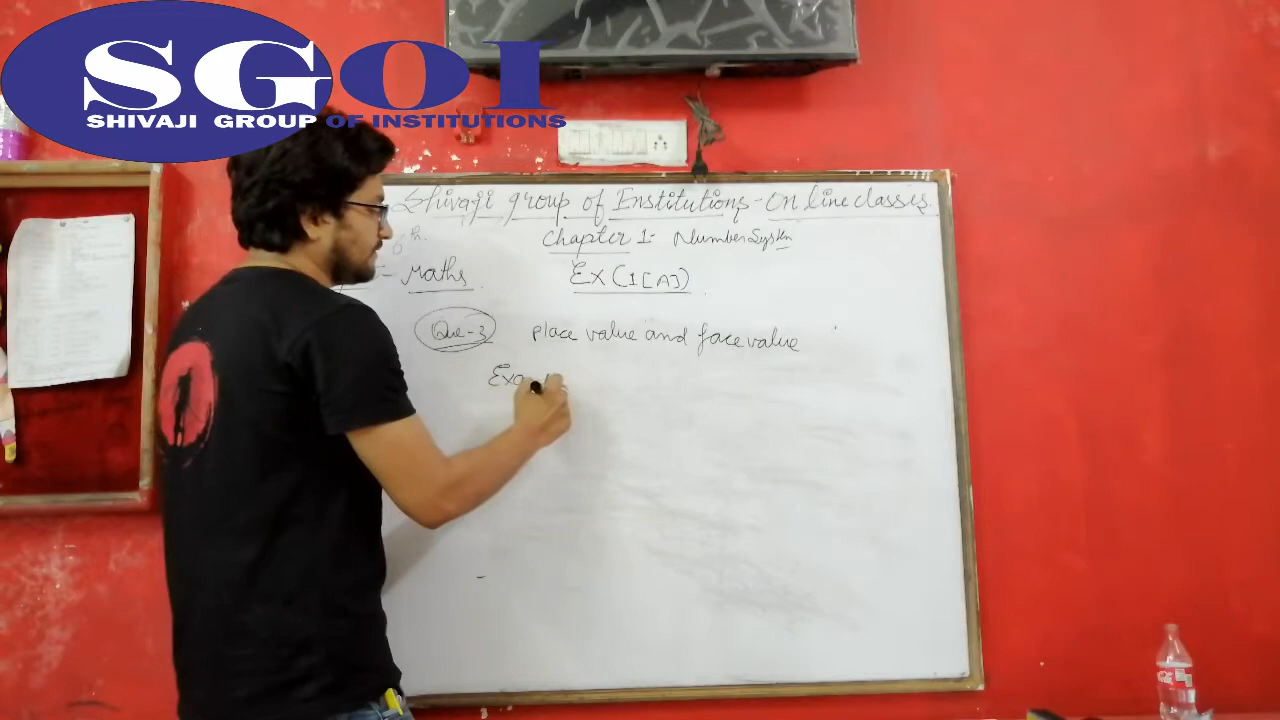 SGOI
SHIVAJI GROUP OF INSTITUTIONS
Shivaji group of Institutions - On line classes.
6th. Chapter 1:- Number System
Maths Ex (1[A])
Que-3 place value and face value
Exa